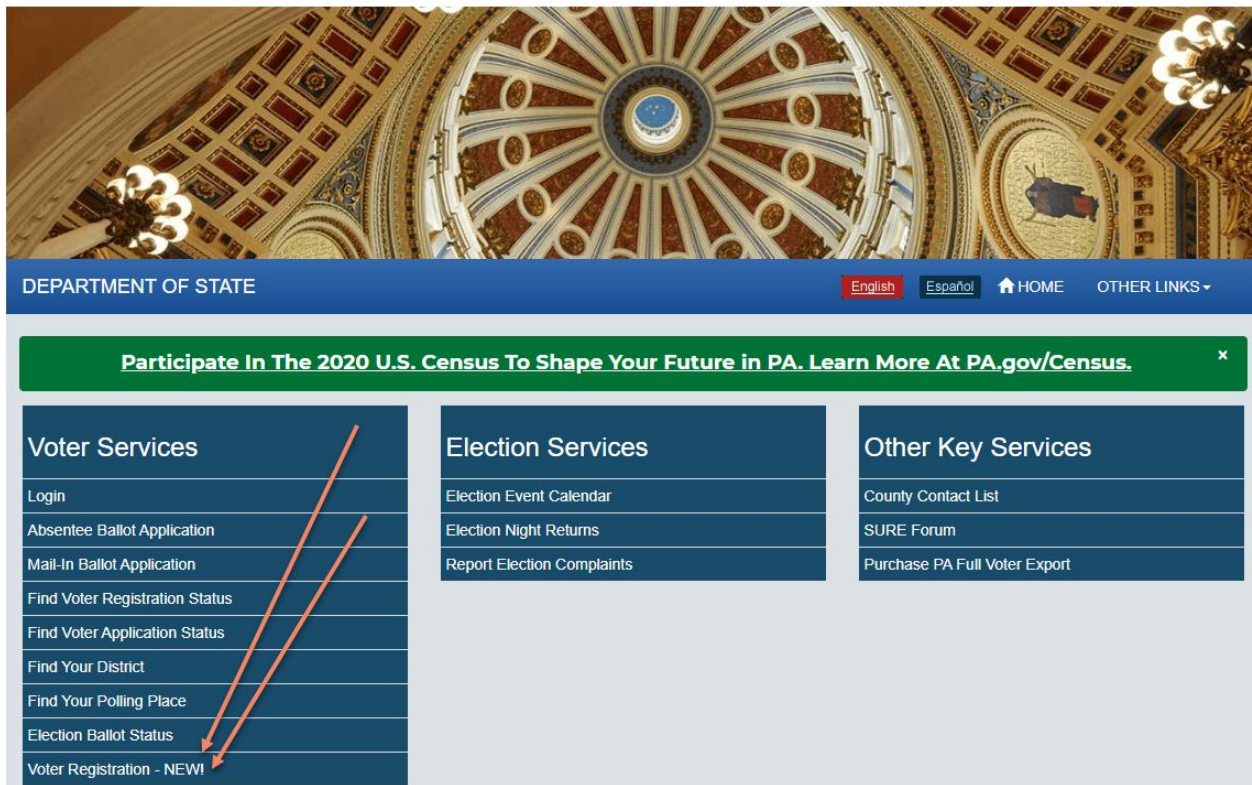 DEPARTMENT OF STATE
English Español HOME OTHER LINKS
Participate In The 2020 U.S. Census To Shape Your Future in PA. Learn More At PA.gov/Census. ×
Voter Services
Login
Absentee Ballot Application
Mail-In Ballot Application
Find Voter Registration Status
Find Voter Application Status
Find Your District
Find Your Polling Place
Election Ballot Status
Voter Registration - NEW!
Election Services
Election Event Calendar
Election Night Returns
Report Election Complaints
Other Key Services
County Contact List
SURE Forum
Purchase PA Full Voter Export